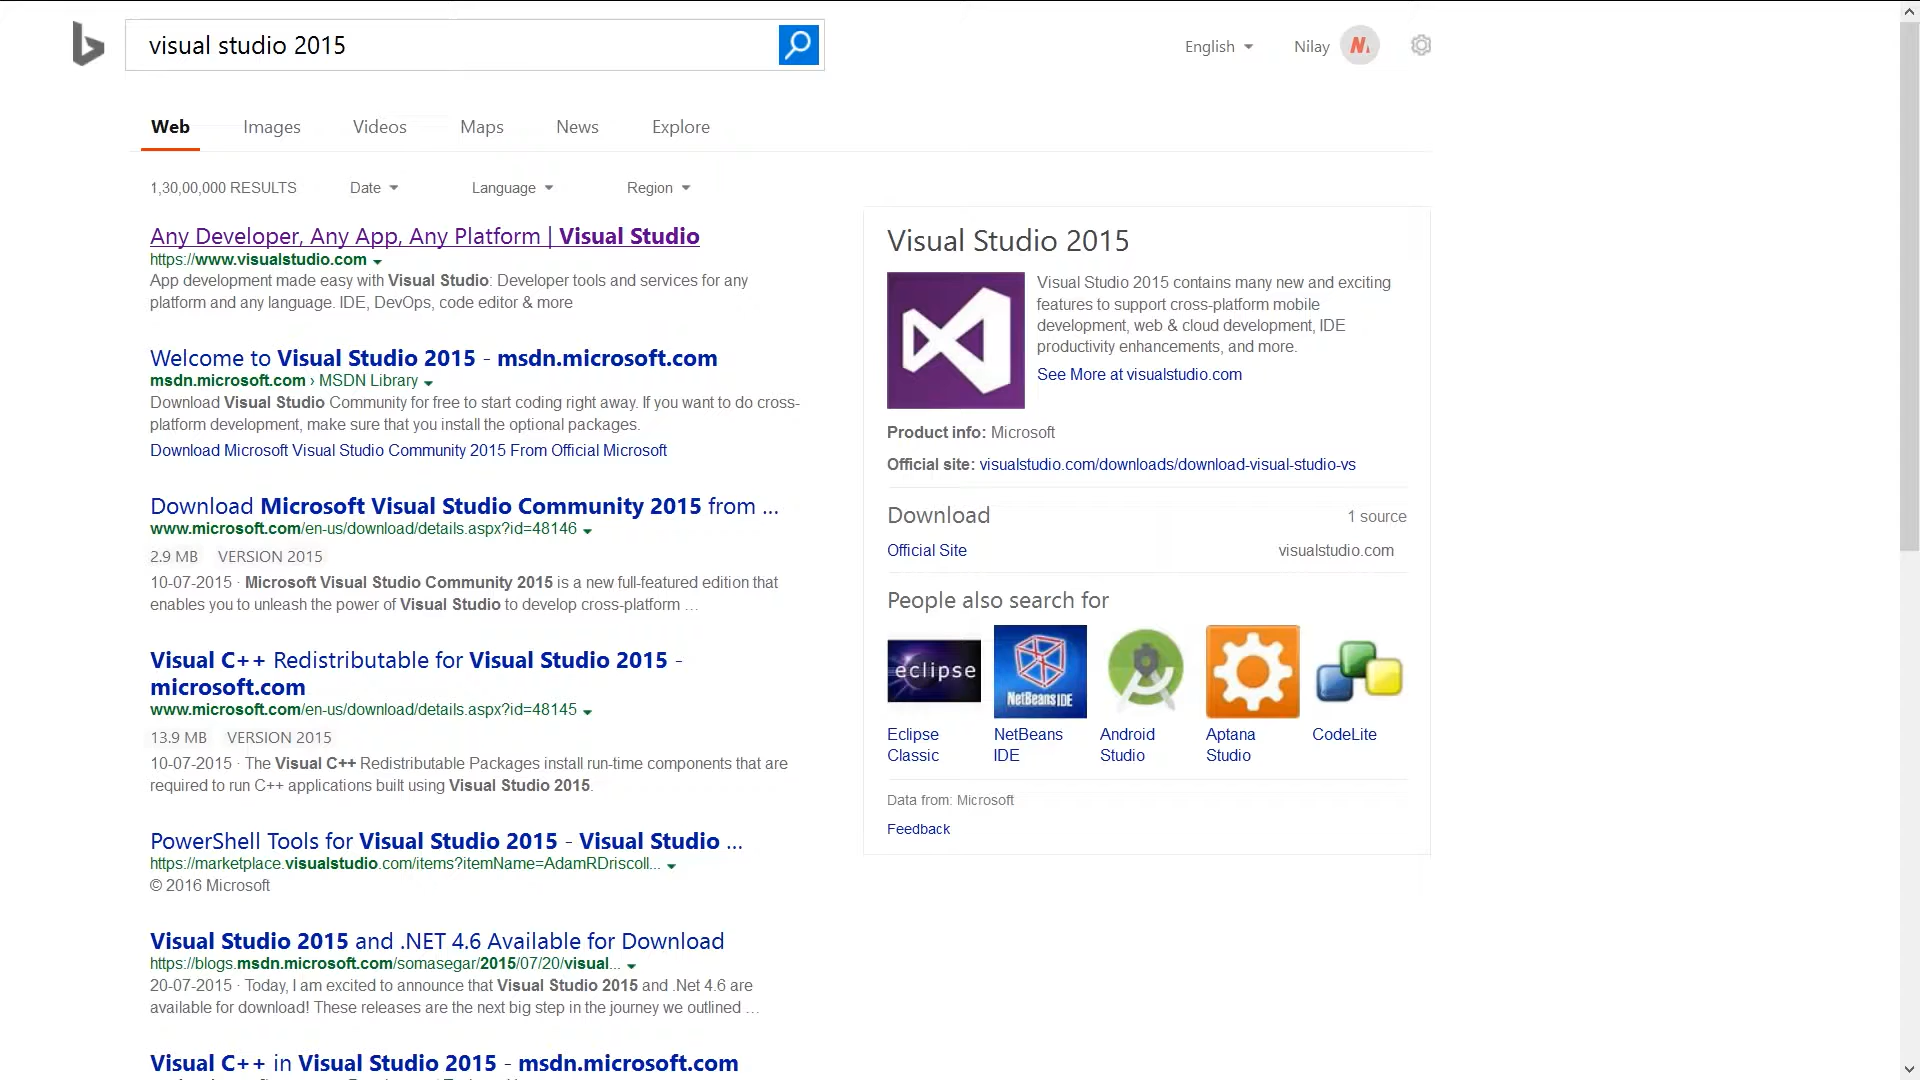 visual studio 2015
English
Nilay
Web
Images
Videos
Maps
News
Explore
1,30,00,000 RESULTS
Date
Language
Region
Any Developer, Any App, Any Platform | Visual Studio
https://www.visualstudio.com
App development made easy with Visual Studio: Developer tools and services for any
platform and any language. IDE, DevOps, code editor & more
Welcome to Visual Studio 2015 - msdn.microsoft.com
msdn.microsoft.com › MSDN Library
Download Visual Studio Community for free to start coding right away. If you want to do cross-
platform development, make sure that you install the optional packages.
Download Microsoft Visual Studio Community 2015 From Official Microsoft
Download Microsoft Visual Studio Community 2015 from ...
www.microsoft.com/en-us/download/details.aspx?id=48146
2.9 MB VERSION 2015
10-07-2015 · Microsoft Visual Studio Community 2015 is a new full-featured edition that
enables you to unleash the power of Visual Studio to develop cross-platform …
Visual C++ Redistributable for Visual Studio 2015 -
microsoft.com
www.microsoft.com/en-us/download/details.aspx?id=48145
13.9 MB VERSION 2015
10-07-2015 · The Visual C++ Redistributable Packages install run-time components that are
required to run C++ applications built using Visual Studio 2015.
PowerShell Tools for Visual Studio 2015 - Visual Studio ...
https://marketplace.visualstudio.com/items?itemName=AdamRDriscoll...
© 2016 Microsoft
Visual Studio 2015 and .NET 4.6 Available for Download
https://blogs.msdn.microsoft.com/somasegar/2015/07/20/visual...
20-07-2015 · Today, I am excited to announce that Visual Studio 2015 and .Net 4.6 are
available for download! These releases are the next big step in the journey we outlined …
Visual C++ in Visual Studio 2015 - msdn.microsoft.com
Visual Studio 2015
Visual Studio 2015 contains many new and exciting
features to support cross-platform mobile
development, web & cloud development, IDE
productivity enhancements, and more.
See More at visualstudio.com
Product info: Microsoft
Official site: visualstudio.com/downloads/download-visual-studio-vs
Download
1 source
Official Site
visualstudio.com
People also search for
eclipse
NetBeans IDE
Eclipse
Classic
NetBeans
IDE
Android
Studio
Aptana
Studio
CodeLite
Data from: Microsoft
Feedback